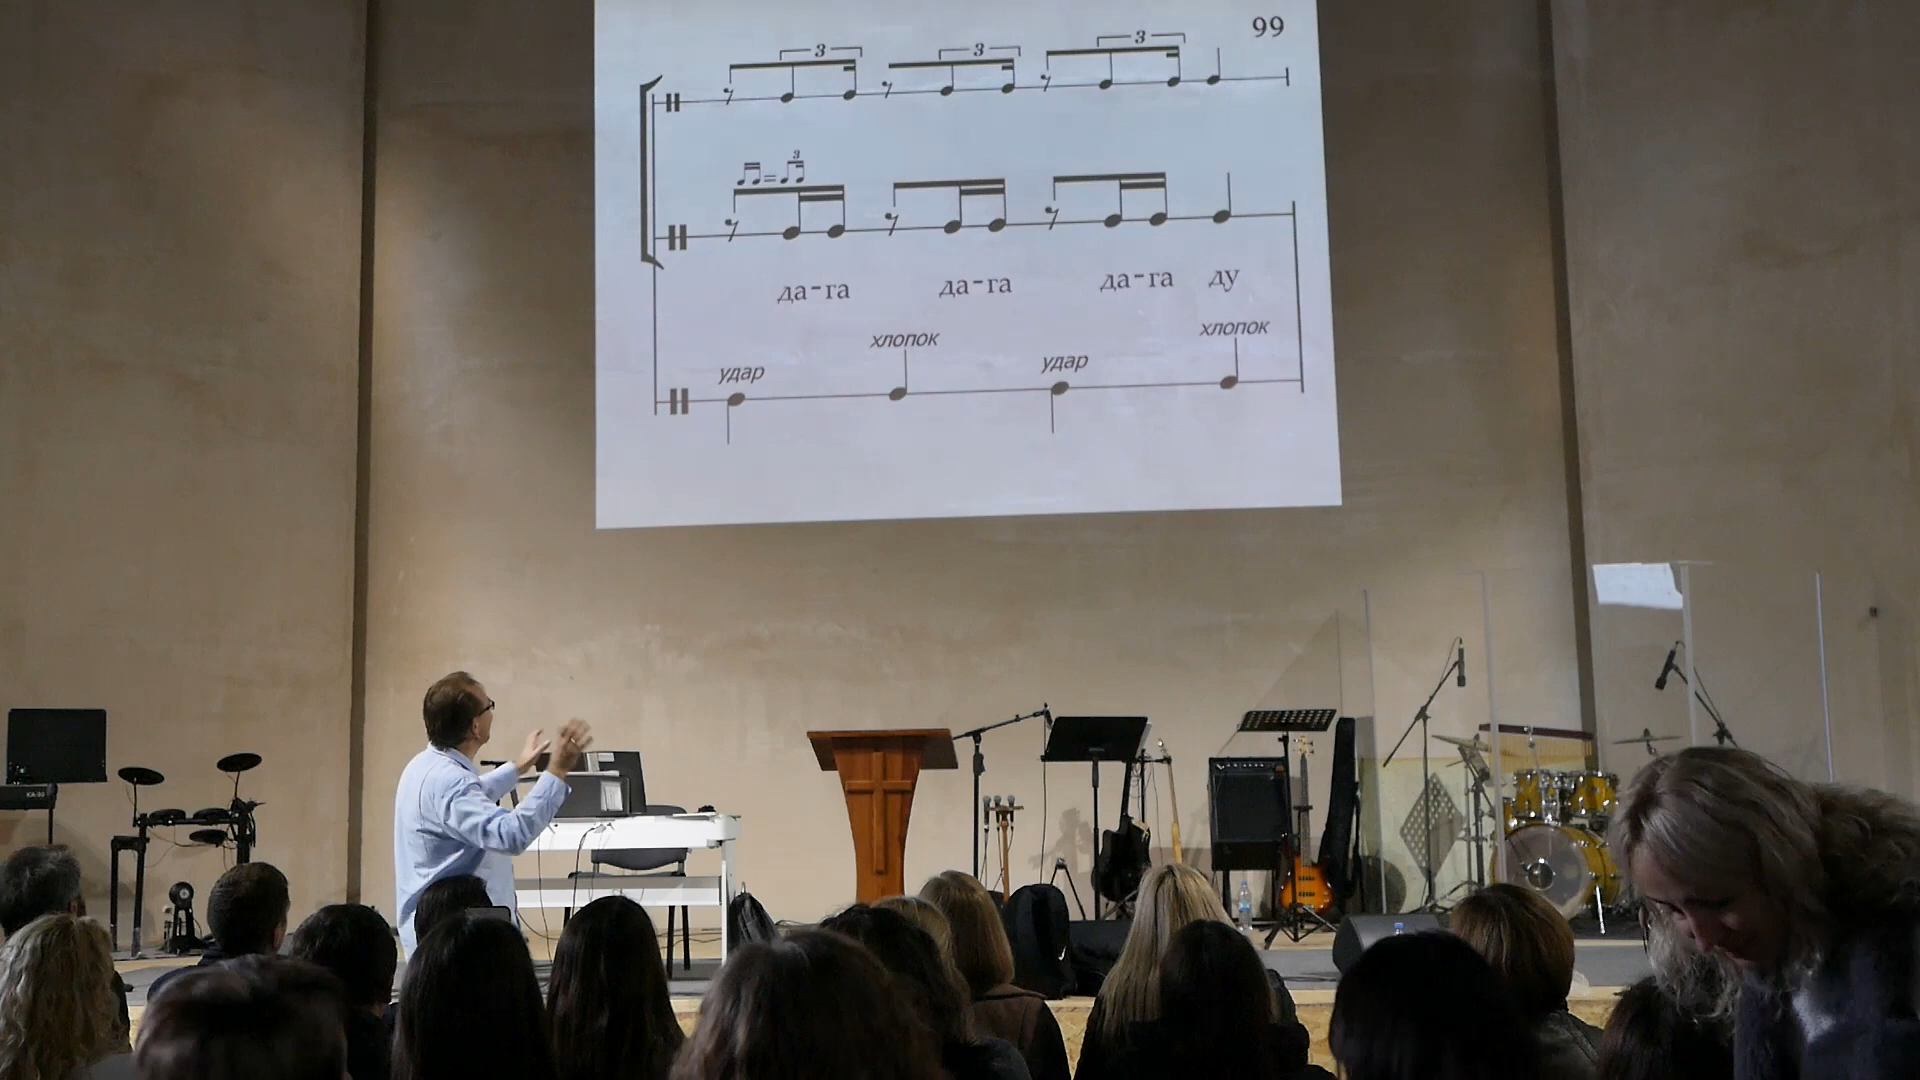 99
3 3 3
3
да-га да-га да-га ду
удар хлопок удар хлопок